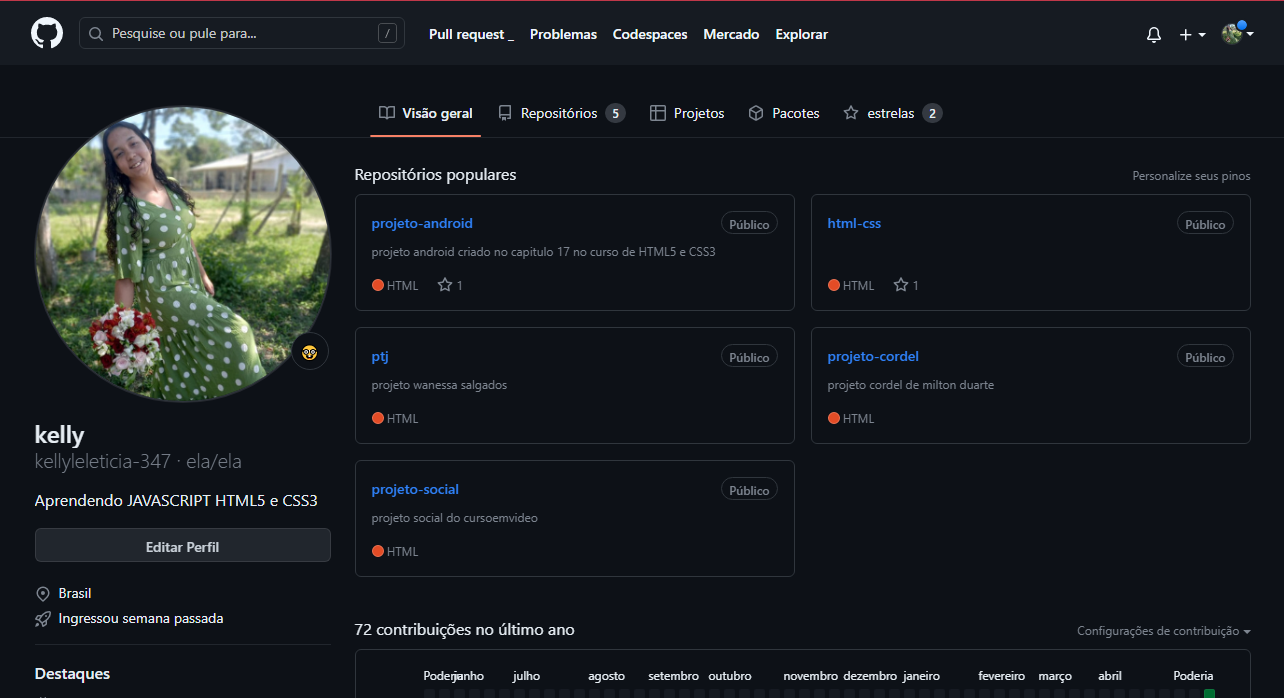 Pesquise ou pule para...
/
Pull request _ Problemas Codespaces Mercado Explorar
Visão geral Repositórios 5 Projetos Pacotes estrelas 2
Repositórios populares
Personalize seus pinos
projeto-android Público
projeto android criado no capitulo 17 no curso de HTML5 e CSS3
HTML 1
html-css Público
HTML 1
ptj Público
projeto wanessa salgados
HTML
projeto-cordel Público
projeto cordel de milton duarte
HTML
projeto-social Público
projeto social do cursoemvideo
HTML
kelly
kellyleleticia-347 · ela/ela
Aprendendo JAVASCRIPT HTML5 e CSS3
Editar Perfil
Brasil
Ingressou semana passada
Destaques
72 contribuições no último ano
Configurações de contribuição
Poderia junho julho agosto setembro outubro novembro dezembro janeiro fevereiro março abril Poderia